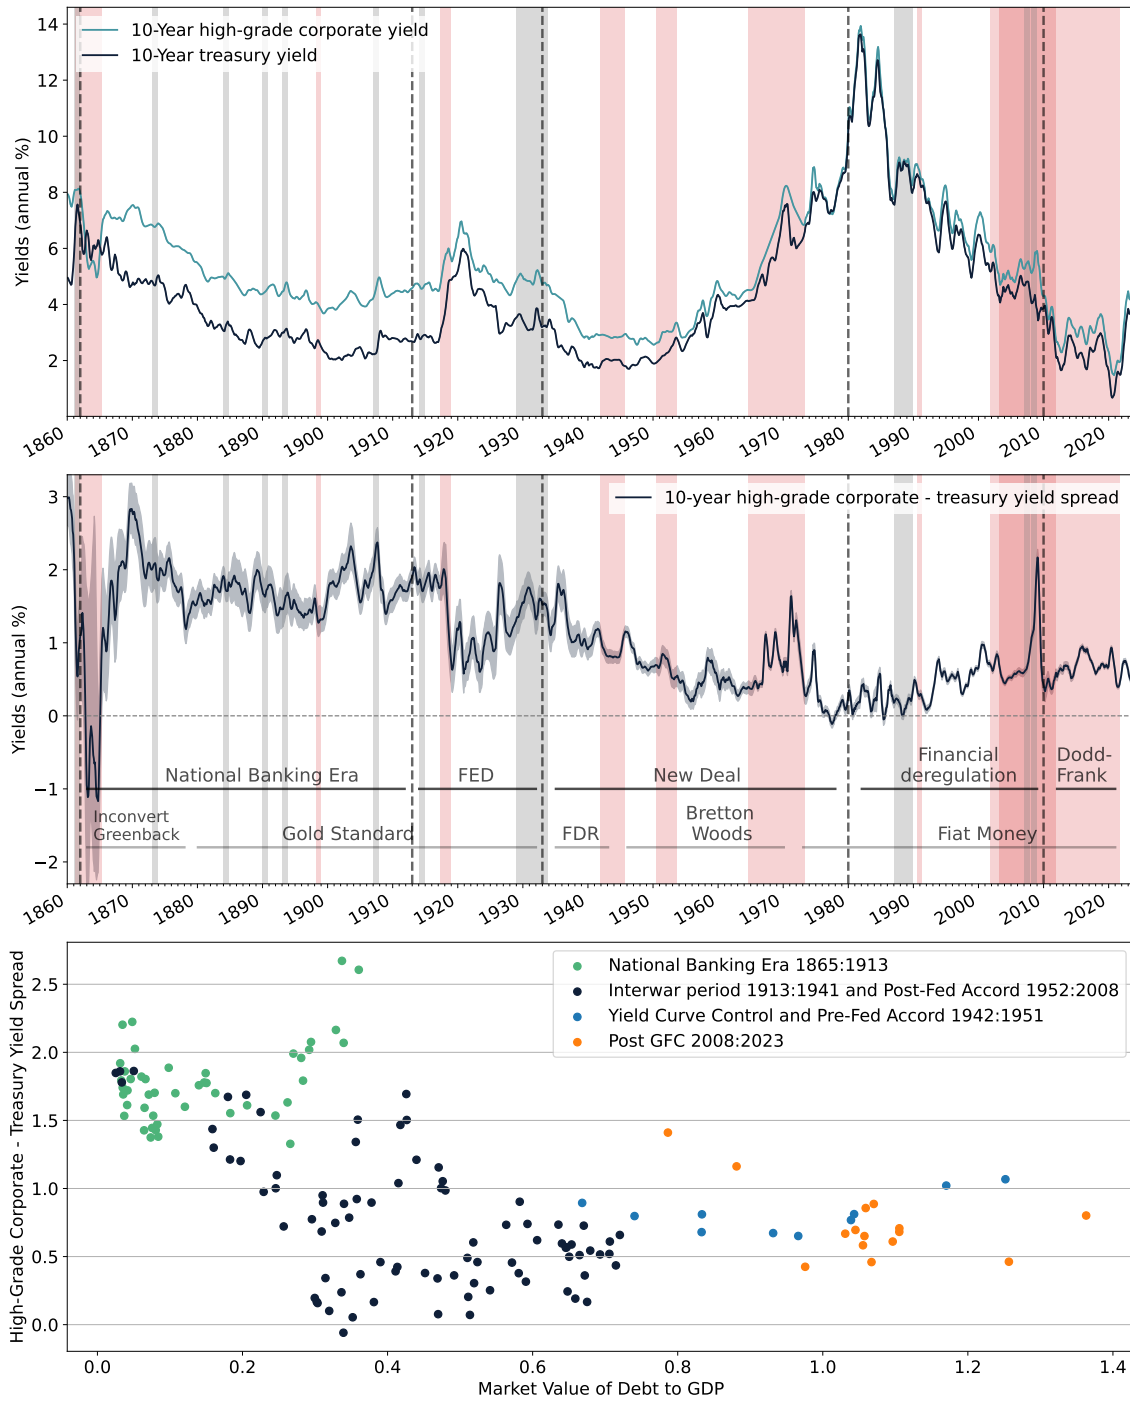 10-Year high-grade corporate yield
10-Year treasury yield
Yields (annual %)
14
12
10
8
6
4
2
1860 1870 1880 1890 1900 1910 1920 1930 1940 1950 1960 1970 1980 1990 2000 2010 2020
10-year high-grade corporate - treasury yield spread
Yields (annual %)
3
2
1
0
−1
−2
Financial deregulation
Dodd-Frank
National Banking Era
FED
New Deal
Inconvert Greenback
Gold Standard
FDR
Bretton Woods
Fiat Money
1860 1870 1880 1890 1900 1910 1920 1930 1940 1950 1960 1970 1980 1990 2000 2010 2020
High-Grade Corporate - Treasury Yield Spread
National Banking Era 1865:1913
Interwar period 1913:1941 and Post-Fed Accord 1952:2008
Yield Curve Control and Pre-Fed Accord 1942:1951
Post GFC 2008:2023
2.5
2.0
1.5
1.0
0.5
0.0
0.0 0.2 0.4 0.6 0.8 1.0 1.2 1.4
Market Value of Debt to GDP